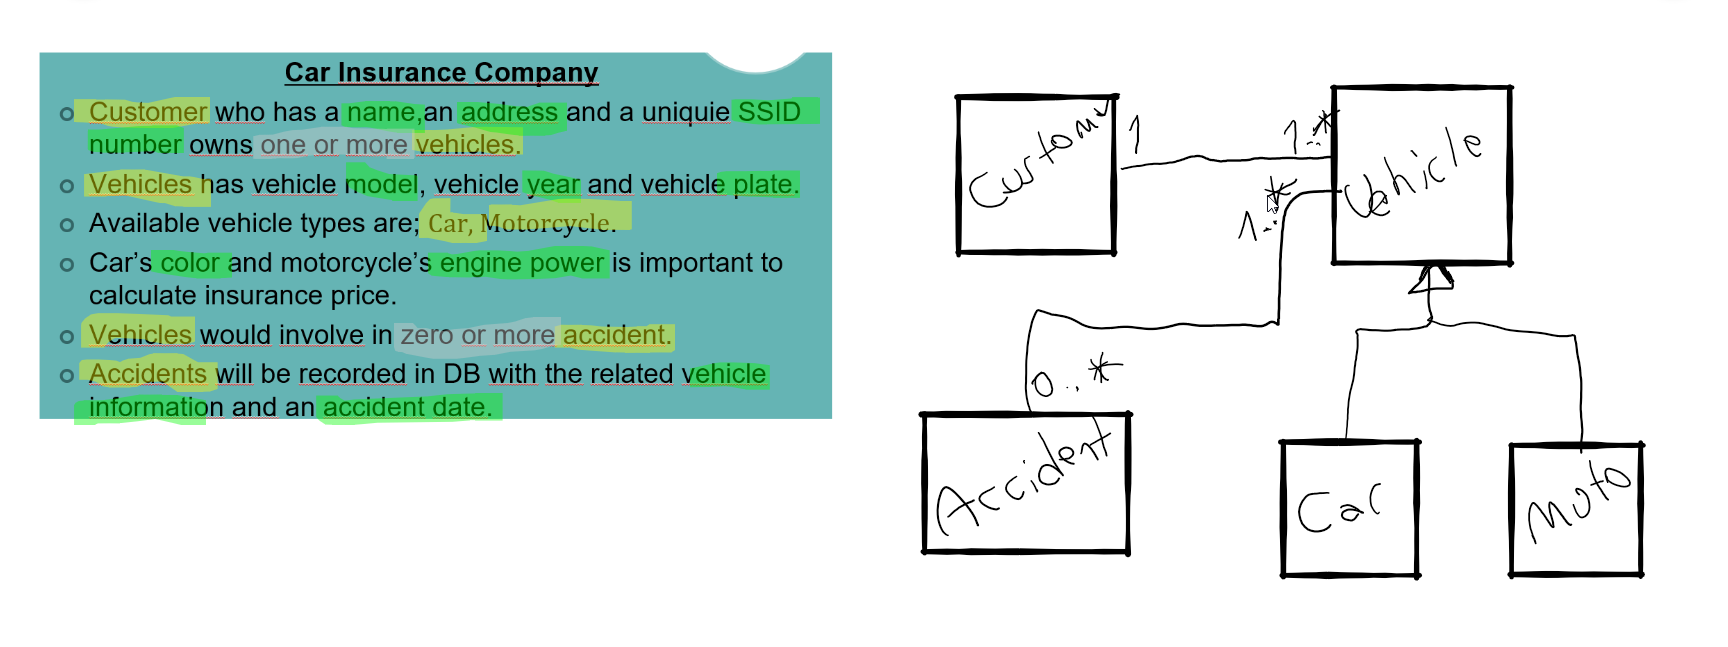 Car Insurance Company
Customer who has a name,an address and a uniquie SSID
number owns one or more vehicles.
Vehicles has vehicle model, vehicle year and vehicle plate.
Available vehicle types are; Car, Motorcycle.
Car's color and motorcycle's engine power is important to
calculate insurance price.
Vehicles would involve in zero or more accident.
Accidents will be recorded in DB with the related vehicle
information and an accident date.
Customer
1
1..*
Vehicle
1..*
0..*
Accident
Car
Moto